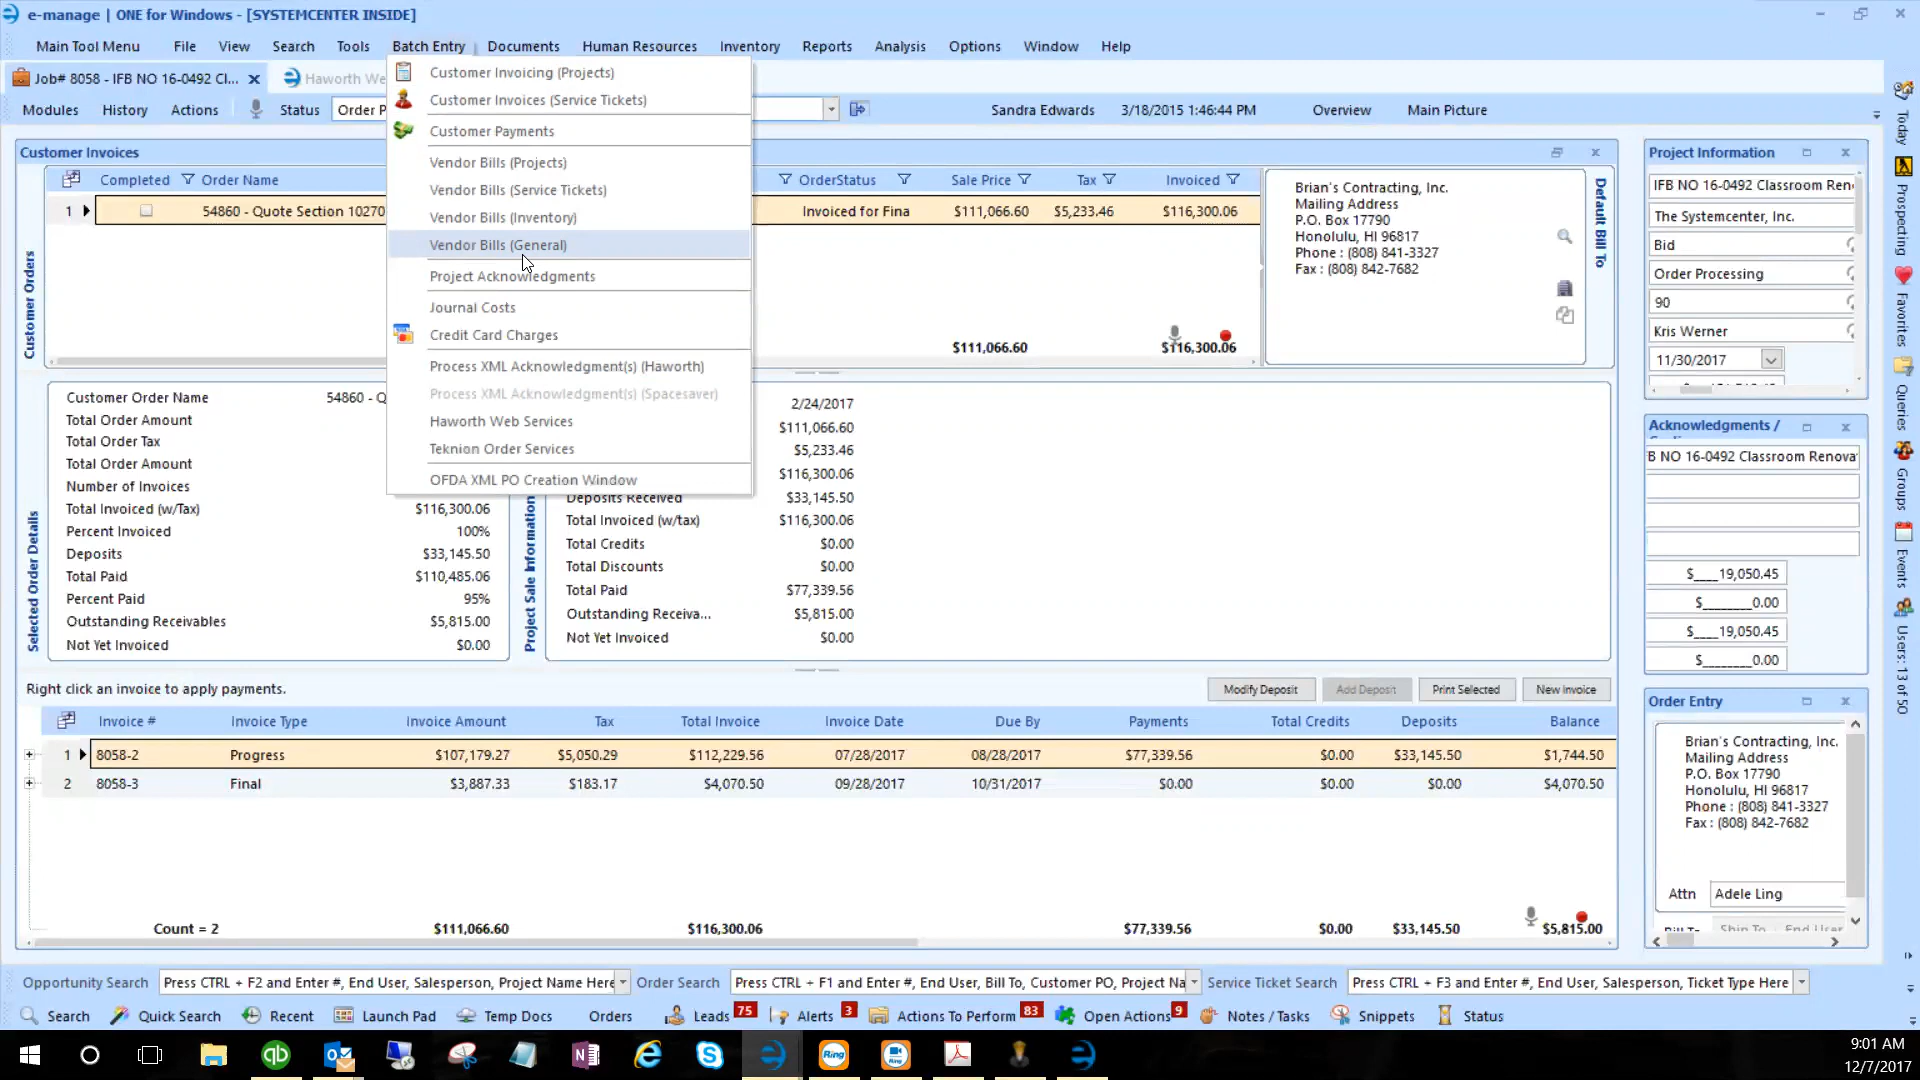 e-manage | ONE for Windows - [SYSTEMCENTER INSIDE]
Main Tool Menu File View Search Tools Batch Entry Documents Human Resources Inventory Reports Analysis Options Window Help
Job# 8058 - IFB NO 16-0492 Cl... Haworth We
Modules History Actions Status Order P Sandra Edwards 3/18/2015 1:46:44 PM Overview Main Picture
Customer Invoicing (Projects)
Customer Invoices (Service Tickets)
Customer Payments
Vendor Bills (Projects)
Vendor Bills (Service Tickets)
Vendor Bills (Inventory)
Vendor Bills (General)
Project Acknowledgments
Journal Costs
Credit Card Charges
Process XML Acknowledgment(s) (Haworth)
Process XML Acknowledgment(s) (Spacesaver)
Haworth Web Services
Teknion Order Services
OFDA XML PO Creation Window
Customer Invoices
Customer Orders
Completed Order Name OrderStatus Sale Price Tax Invoiced
1 54860 - Quote Section 10270 Invoiced for Fina $111,066.60 $5,233.46 $116,300.06
$111,066.60 $116,300.06
Brian's Contracting, Inc.
Mailing Address
P.O. Box 17790
Honolulu, HI 96817
Phone : (808) 841-3327
Fax : (808) 842-7682
Default Bill To
Selected Order Details
Customer Order Name 54860 - Q
Total Order Amount
Total Order Tax
Total Order Amount
Number of Invoices
Total Invoiced (w/Tax) $116,300.06
Percent Invoiced 100%
Deposits $33,145.50
Total Paid $110,485.06
Percent Paid 95%
Outstanding Receivables $5,815.00
Not Yet Invoiced $0.00
Project Sale Information
2/24/2017
$111,066.60
$5,233.46
$116,300.06
Deposits Received $33,145.50
Total Invoiced (w/tax) $116,300.06
Total Credits $0.00
Total Discounts $0.00
Total Paid $77,339.56
Outstanding Receiva... $5,815.00
Not Yet Invoiced $0.00
Right click an invoice to apply payments. Modify Deposit Add Deposit Print Selected New Invoice
Invoice # Invoice Type Invoice Amount Tax Total Invoice Invoice Date Due By Payments Total Credits Deposits Balance
1 8058-2 Progress $107,179.27 $5,050.29 $112,229.56 07/28/2017 08/28/2017 $77,339.56 $0.00 $33,145.50 $1,744.50
2 8058-3 Final $3,887.33 $183.17 $4,070.50 09/28/2017 10/31/2017 $0.00 $0.00 $0.00 $4,070.50
Count = 2 $111,066.60 $116,300.06 $77,339.56 $0.00 $33,145.50 $5,815.00
Project Information
IFB NO 16-0492 Classroom Ren
The Systemcenter, Inc.
Bid
Order Processing
90
Kris Werner
11/30/2017
Acknowledgments /
B NO 16-0492 Classroom Renova
$____19,050.45
$________0.00
$____19,050.45
$________0.00
Order Entry
Brian's Contracting, Inc.
Mailing Address
P.O. Box 17790
Honolulu, HI 96817
Phone : (808) 841-3327
Fax : (808) 842-7682
Attn Adele Ling
Bill To Ship To End User
Today
Prospecting
Favorites
Queries
Groups
Events
Users: 13 of 50
Opportunity Search Press CTRL + F2 and Enter #, End User, Salesperson, Project Name Here Order Search Press CTRL + F1 and Enter #, End User, Bill To, Customer PO, Project Na Service Ticket Search Press CTRL + F3 and Enter #, End User, Salesperson, Ticket Type Here
Search Quick Search Recent Launch Pad Temp Docs Orders Leads 75 Alerts 3 Actions To Perform 83 Open Actions 9 Notes / Tasks Snippets Status
Ring Ring
9:01 AM
12/7/2017